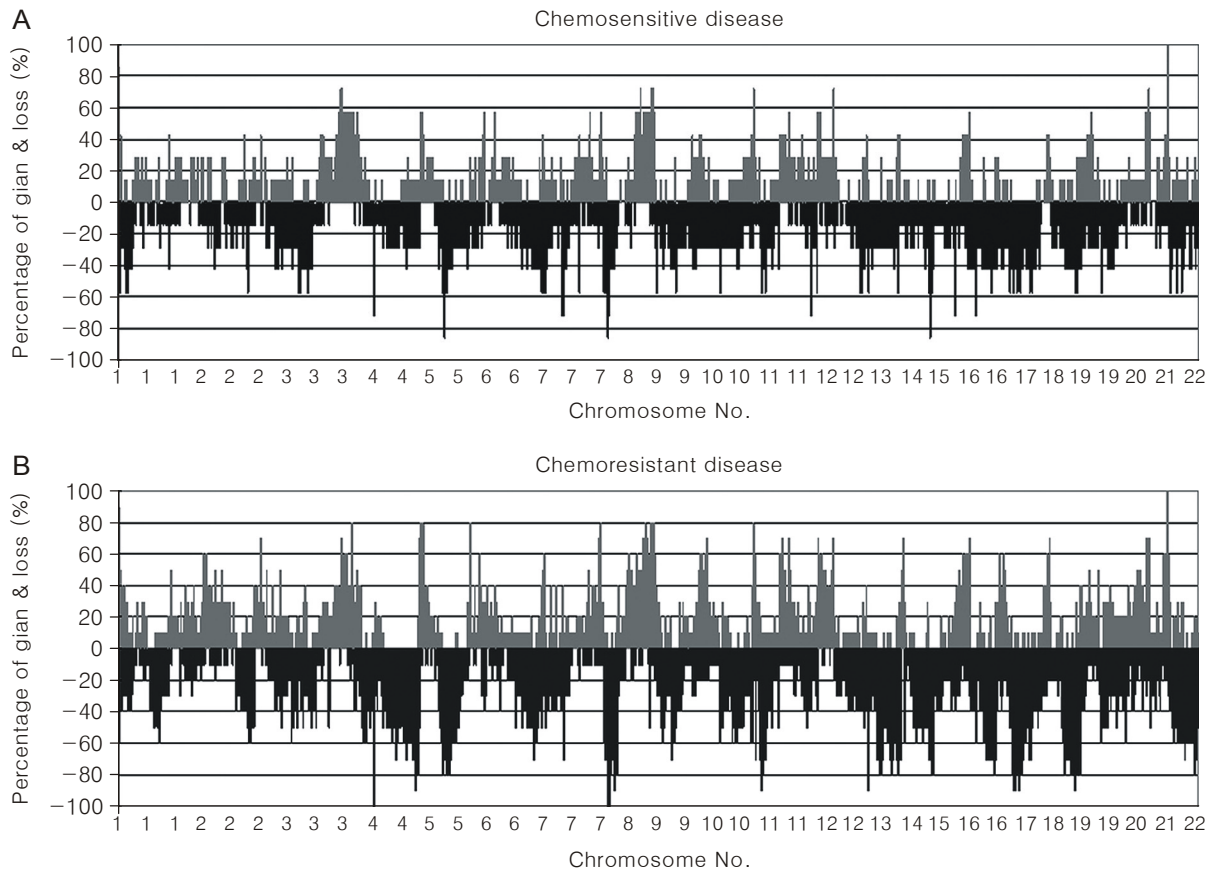 A
Chemosensitive disease
Percentage of gian & loss (%)
100
80
60
40
20
0
−20
−40
−60
−80
−100
1 1 1 2 2 2 3 3 3 4 4 5 5 6 6 7 7 7 8 9 10 10 11 11 12 12 13 14 15 16 16 17 18 19 19 20 21 22
Chromosome No.
B
Chemoresistant disease
Percentage of gian & loss (%)
100
80
60
40
20
0
−20
−40
−60
−80
−100
1 1 1 2 2 2 3 3 3 4 4 5 5 6 6 7 7 7 8 9 10 10 11 11 12 12 13 14 15 16 16 17 18 19 19 20 21 22
Chromosome No.